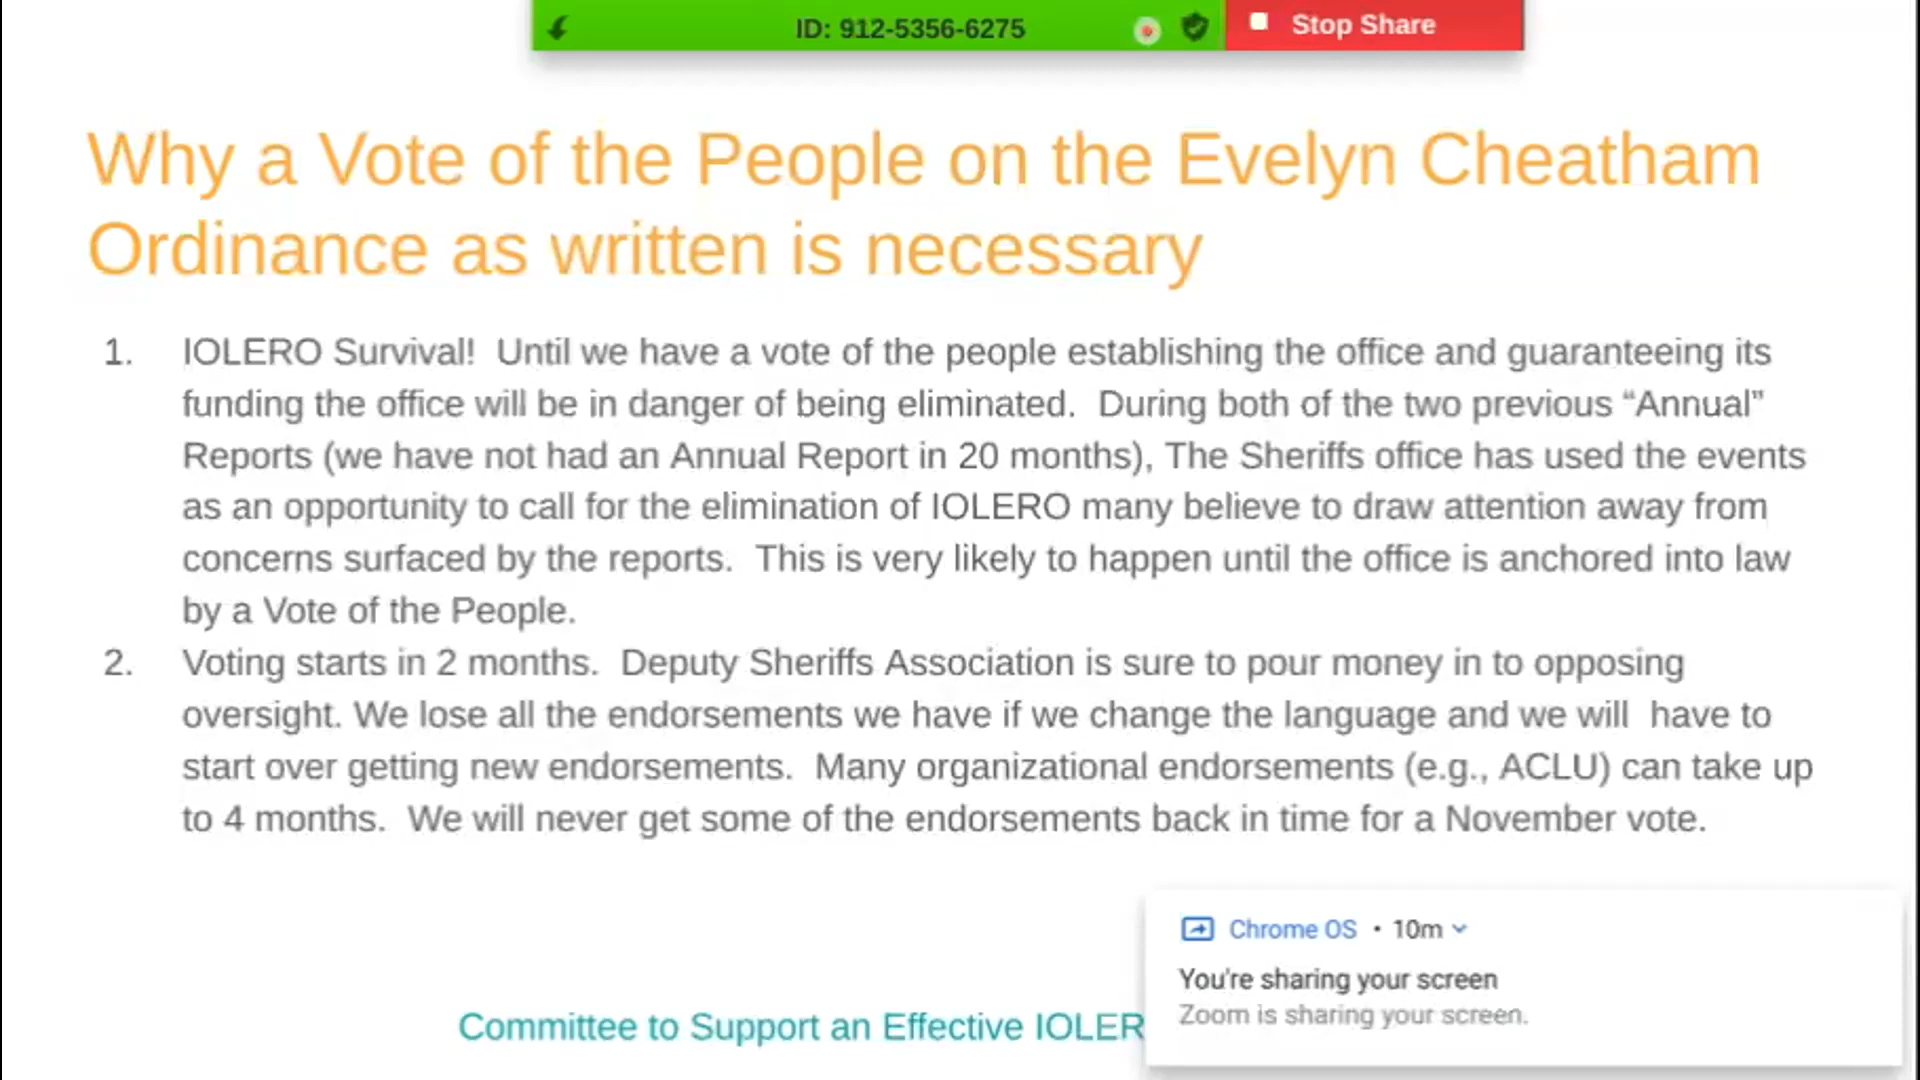 ID: 912-5356-6275
Stop Share
Why a Vote of the People on the Evelyn Cheatham
Ordinance as written is necessary
1. IOLERO Survival!  Until we have a vote of the people establishing the office and guaranteeing its
funding the office will be in danger of being eliminated.  During both of the two previous “Annual”
Reports (we have not had an Annual Report in 20 months), The Sheriffs office has used the events
as an opportunity to call for the elimination of IOLERO many believe to draw attention away from
concerns surfaced by the reports.  This is very likely to happen until the office is anchored into law
by a Vote of the People.
2. Voting starts in 2 months.  Deputy Sheriffs Association is sure to pour money in to opposing
oversight. We lose all the endorsements we have if we change the language and we will  have to
start over getting new endorsements.  Many organizational endorsements (e.g., ACLU) can take up
to 4 months.  We will never get some of the endorsements back in time for a November vote.
Chrome OS • 10m
You're sharing your screen
Zoom is sharing your screen.
Committee to Support an Effective IOLER